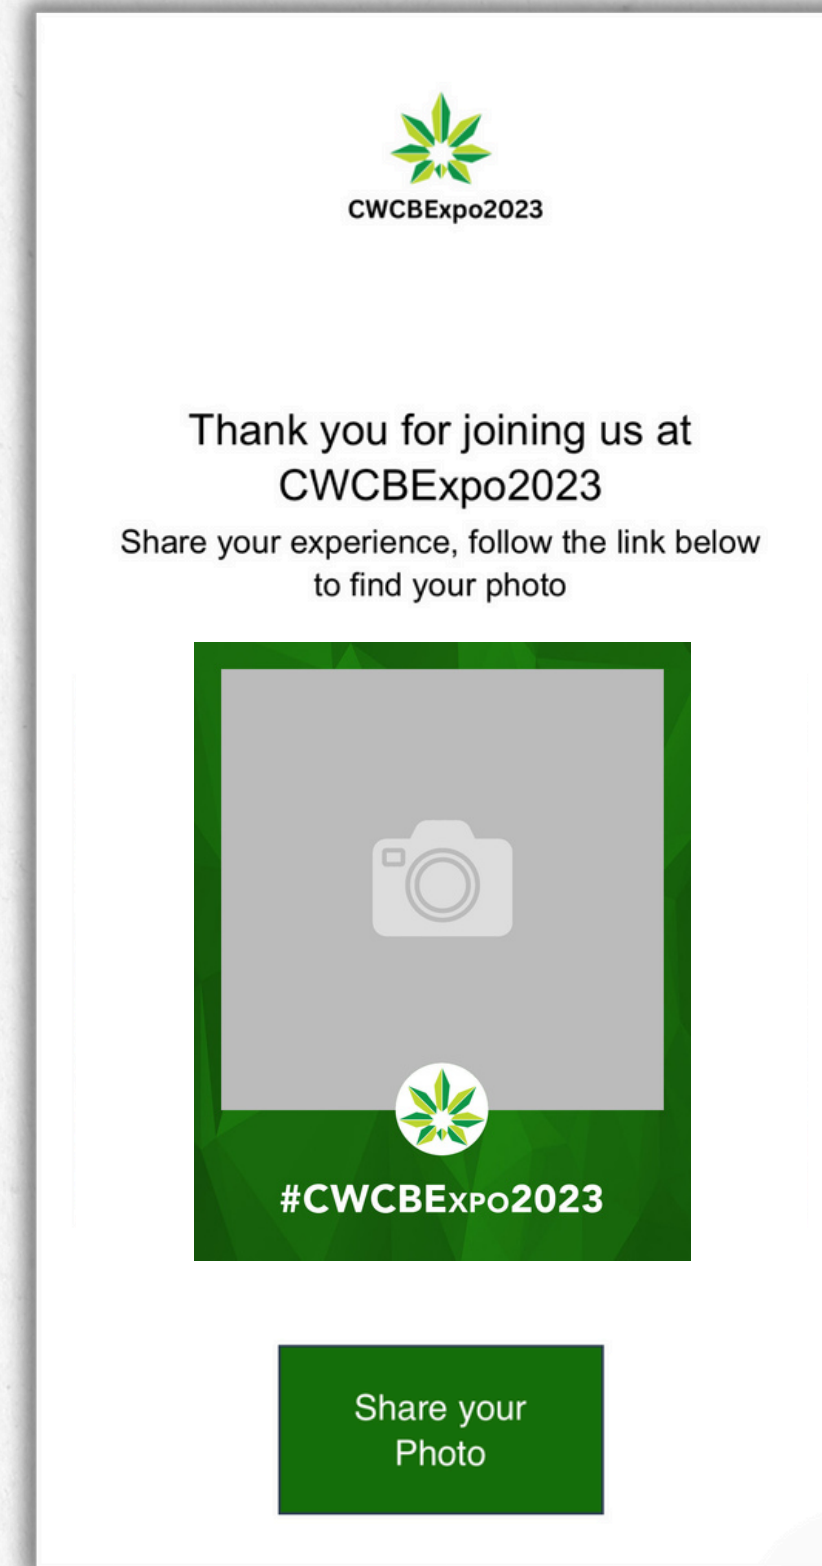 CWCBExpo2023
Thank you for joining us at
CWCBExpo2023
Share your experience, follow the link below
to find your photo
#CWCBExpo2023
Share your
Photo